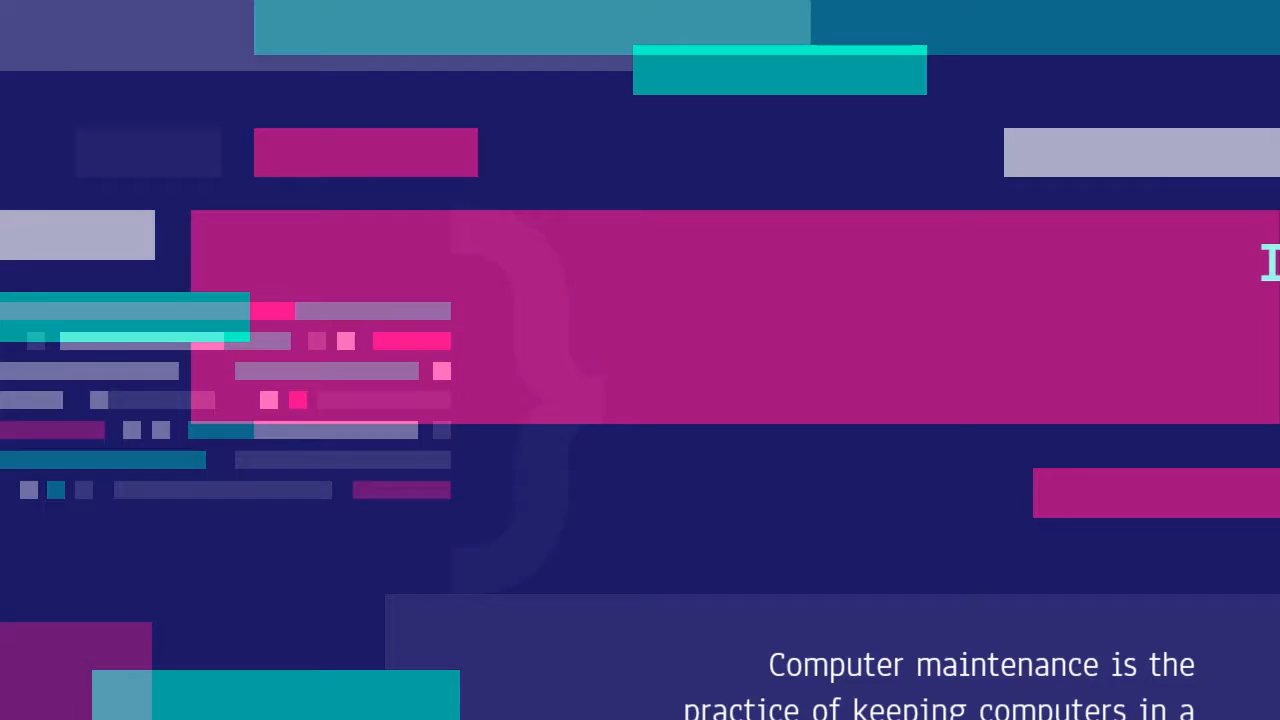 I
Computer maintenance is the
practice of keeping computers in a